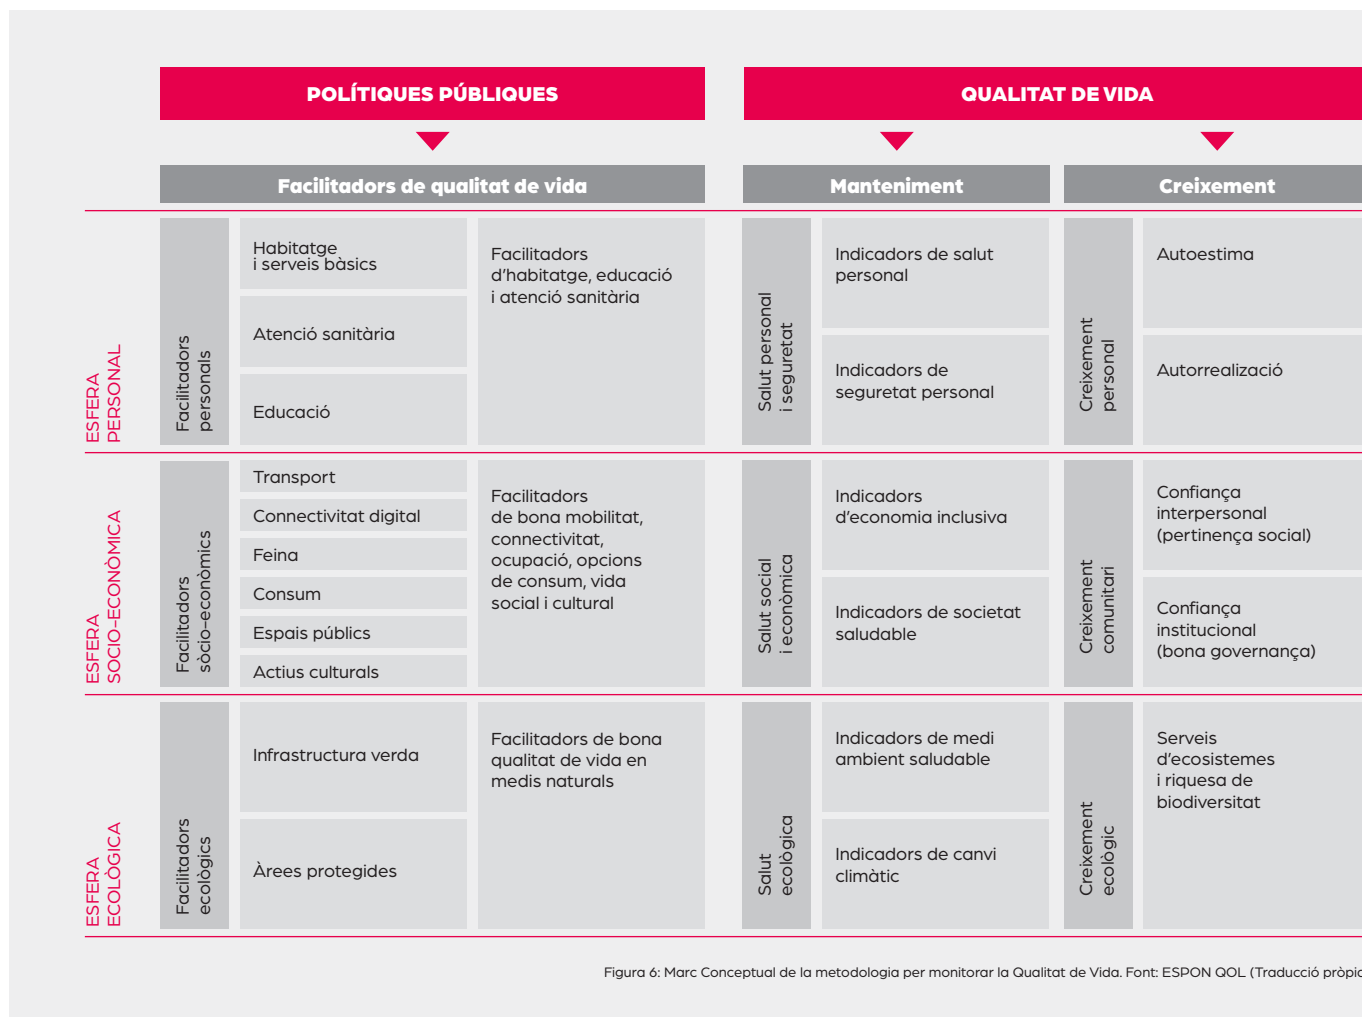 POLÍTIQUES PÚBLIQUES
QUALITAT DE VIDA
Facilitadors de qualitat de vida
Manteniment
Creixement
ESFERA
PERSONAL
Facilitadors
personals
Habitatge
i serveis bàsics
Atenció sanitària
Educació
Facilitadors
d’habitatge, educació
i atenció sanitària
Salut personal
i seguretat
Indicadors de salut
personal
Indicadors de
seguretat personal
Creixement
personal
Autoestima
Autorrealizació
ESFERA
SOCIO-ECONÒMICA
Facilitadors
sòcio-econòmics
Transport
Connectivitat digital
Feina
Consum
Espais públics
Actius culturals
Facilitadors
de bona mobilitat,
connectivitat,
ocupació, opcions
de consum, vida
social i cultural
Salut social
i econòmica
Indicadors
d’economia inclusiva
Indicadors de societat
saludable
Creixement
comunitari
Confiança
interpersonal
(pertinença social)
Confiança
institucional
(bona governança)
ESFERA
ECOLÒGICA
Facilitadors
ecològics
Infrastructura verda
Àrees protegides
Facilitadors de bona
qualitat de vida en
medis naturals
Salut
ecològica
Indicadors de medi
ambient saludable
Indicadors de canvi
climàtic
Creixement
ecològic
Serveis
d’ecosistemes
i riquesa de
biodiversitat
Figura 6: Marc Conceptual de la metodologia per monitorar la Qualitat de Vida. Font: ESPON QOL (Traducció